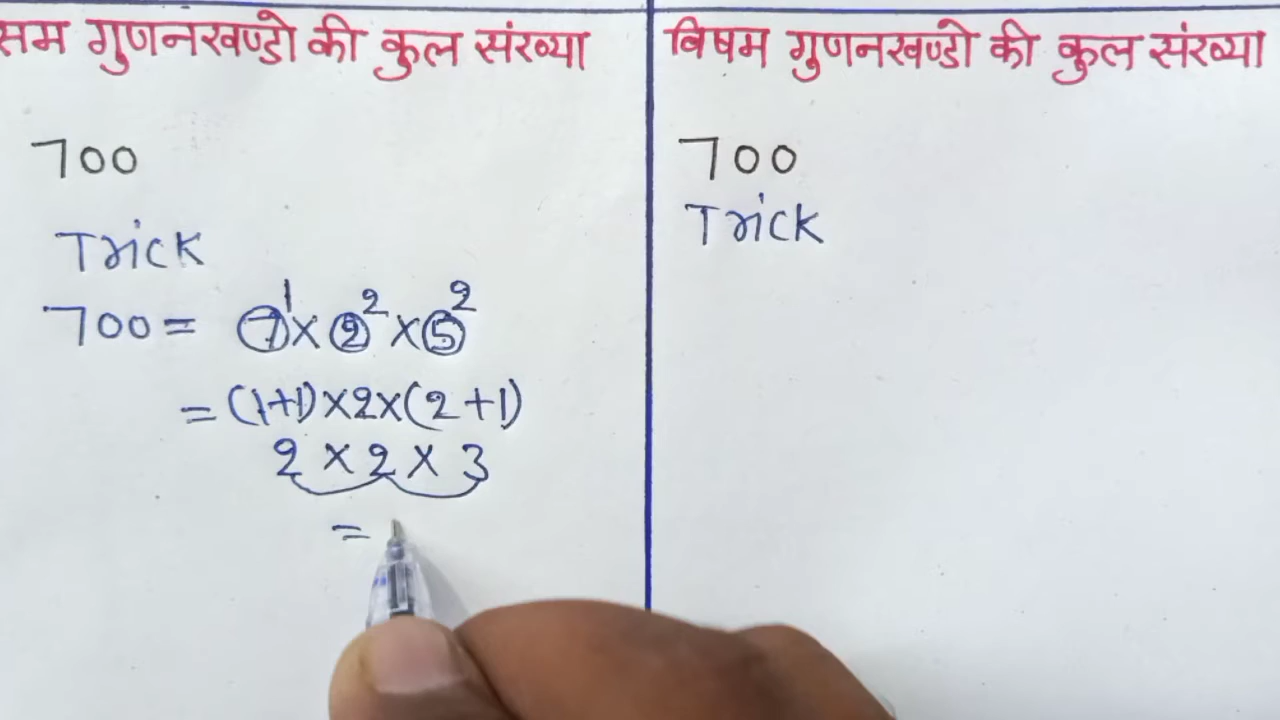 सम गुणनखण्डो की कुल संख्या
700
Trick
700 = 7¹ × 2² × 5²
= (1+1) × 2 × (2+1)
2 × 2 × 3
=
विषम गुणनखण्डो की कुल संख्या
700
Trick